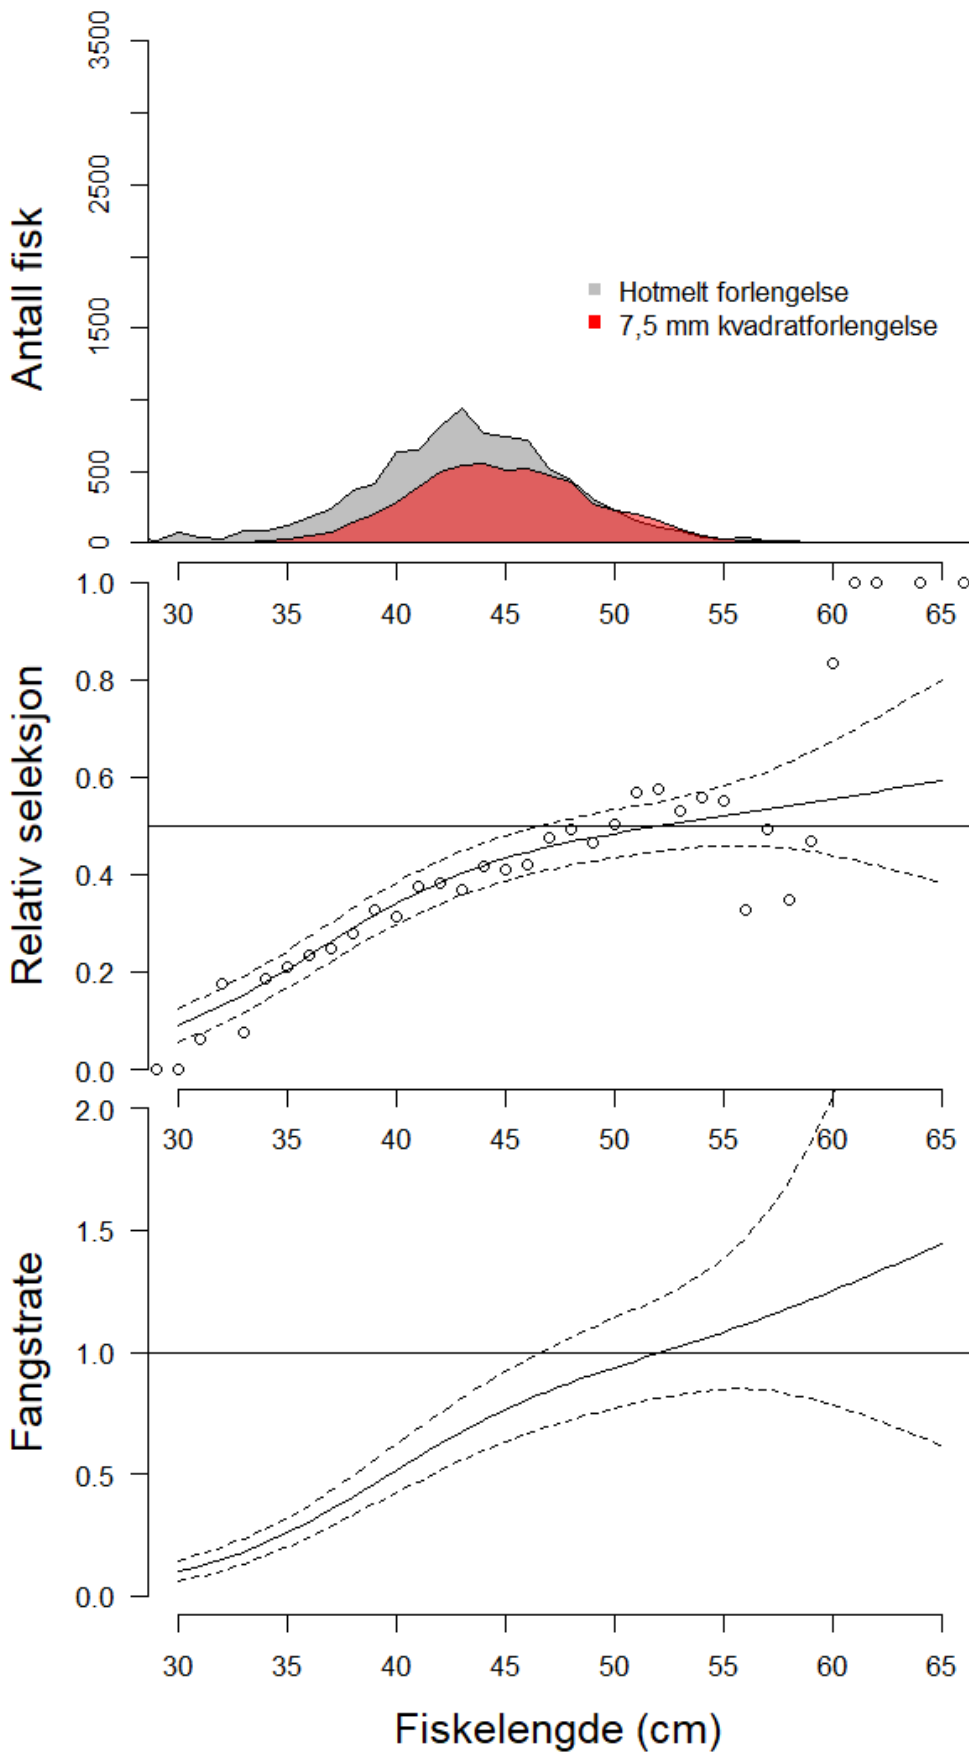 Antall fisk
3500
2500
1500
500
0
Hotmelt forlengelse
7,5 mm kvadratforlengelse
30 35 40 45 50 55 60 65
Relativ seleksjon
1.0
0.8
0.6
0.4
0.2
0.0
30 35 40 45 50 55 60 65
Fangstrate
2.0
1.5
1.0
0.5
0.0
30 35 40 45 50 55 60 65
Fiskelengde (cm)